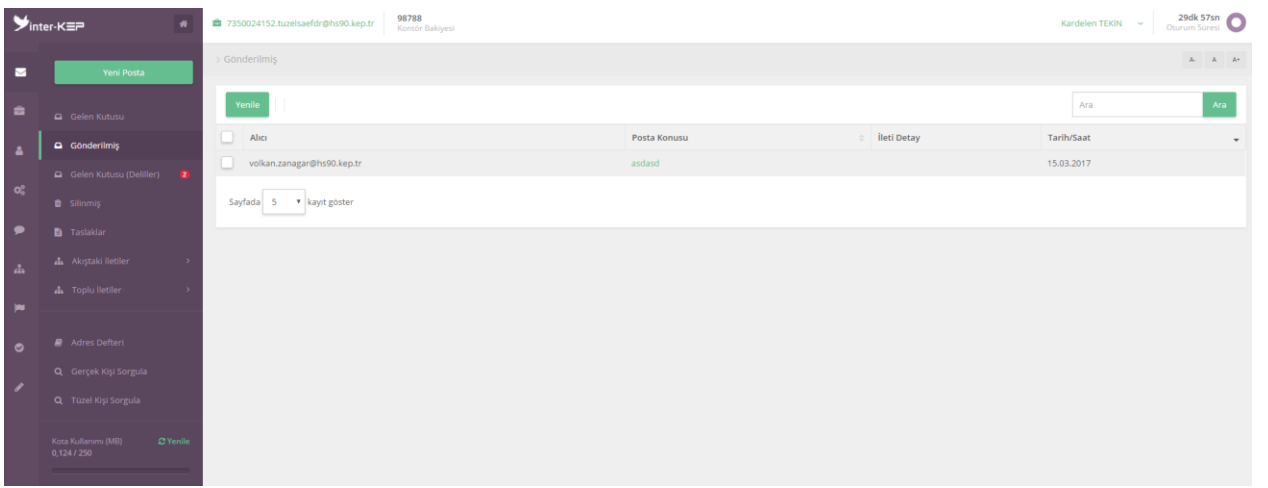 inter-KEP
7350024152.tuzelsaefdr@hs90.kep.tr
98788
Kontör Bakiyesi
Kardelen TEKİN
29dk 57sn
Oturum Süresi
Yeni Posta
Gelen Kutusu
Gönderilmiş
Gelen Kutusu (Deliller) 2
Silinmiş
Taslaklar
Akıştaki İletiler >
Toplu İletiler >
Adres Defteri
Gerçek Kişi Sorgula
Tüzel Kişi Sorgula
Kota Kullanımı (MB) Yenile
0,124 / 250
> Gönderilmiş
A- A A+
Yenile
Ara Ara
Alıcı Posta Konusu İleti Detay Tarih/Saat
volkan.zanagar@hs90.kep.tr asdasd 15.03.2017
Sayfada 5 kayıt göster